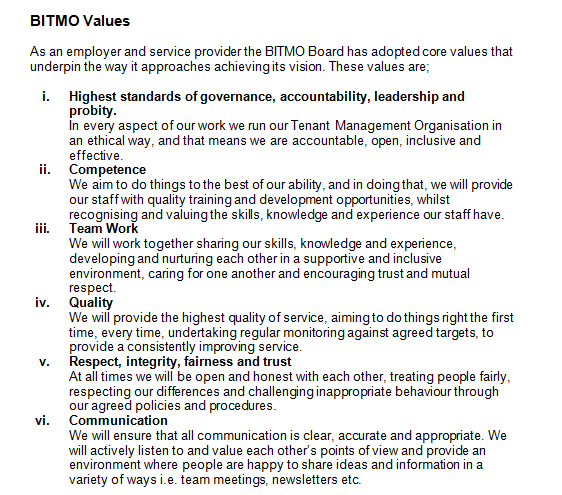 BITMO Values
As an employer and service provider the BITMO Board has adopted core values that
underpin the way it approaches achieving its vision. These values are;
i. Highest standards of governance, accountability, leadership and
probity.
In every aspect of our work we run our Tenant Management Organisation in
an ethical way, and that means we are accountable, open, inclusive and
effective.
ii. Competence
We aim to do things to the best of our ability, and in doing that, we will provide
our staff with quality training and development opportunities, whilst
recognising and valuing the skills, knowledge and experience our staff have.
iii. Team Work
We will work together sharing our skills, knowledge and experience,
developing and nurturing each other in a supportive and inclusive
environment, caring for one another and encouraging trust and mutual
respect.
iv. Quality
We will provide the highest quality of service, aiming to do things right the first
time, every time, undertaking regular monitoring against agreed targets, to
provide a consistently improving service.
v. Respect, integrity, fairness and trust
At all times we will be open and honest with each other, treating people fairly,
respecting our differences and challenging inappropriate behaviour through
our agreed policies and procedures.
vi. Communication
We will ensure that all communication is clear, accurate and appropriate. We
will actively listen to and value each other's points of view and provide an
environment where people are happy to share ideas and information in a
variety of ways i.e. team meetings, newsletters etc.